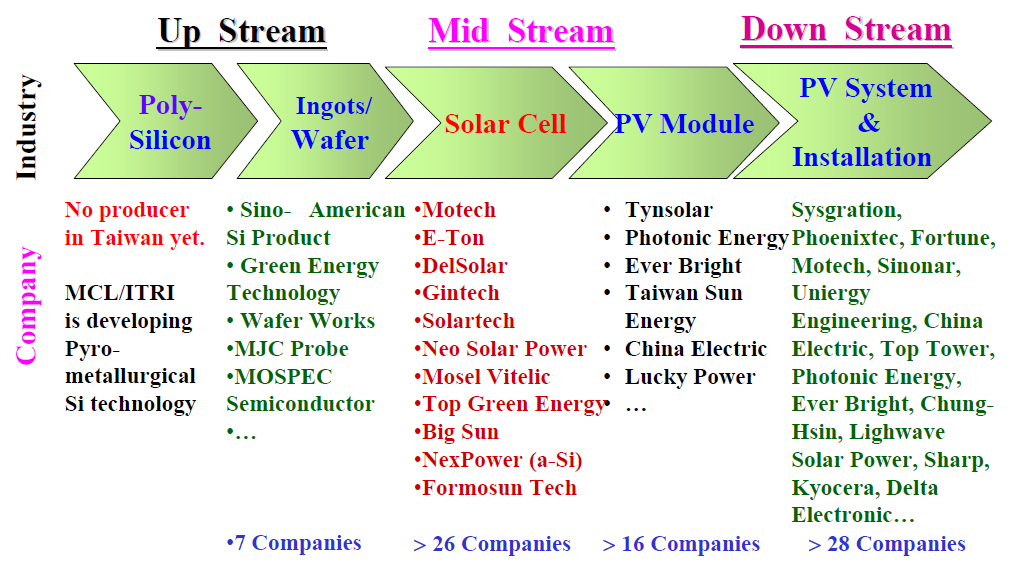 Up Stream
Mid Stream
Down Stream
Industry
Poly-
Silicon
Ingots/
Wafer
Solar Cell
PV Module
PV System
&
Installation
Company
No producer
in Taiwan yet.
MCL/ITRI
is developing
Pyro-
metallurgical
Si technology
• Sino- American
Si Product
• Green Energy
Technology
• Wafer Works
•MJC Probe
•MOSPEC
Semiconductor
•…
•7 Companies
•Motech
•E-Ton
•DelSolar
•Gintech
•Solartech
•Neo Solar Power
•Mosel Vitelic
•Top Green Energy
•Big Sun
•NexPower (a-Si)
•Formosun Tech
> 26 Companies
• Tynsolar
• Photonic Energy
• Ever Bright
• Taiwan Sun
Energy
• China Electric
• Lucky Power
• …
> 16 Companies
Sysgration,
Phoenixtec, Fortune,
Motech, Sinonar,
Uniergy
Engineering, China
Electric, Top Tower,
Photonic Energy,
Ever Bright, Chung-
Hsin, Lighwave
Solar Power, Sharp,
Kyocera, Delta
Electronic…
> 28 Companies